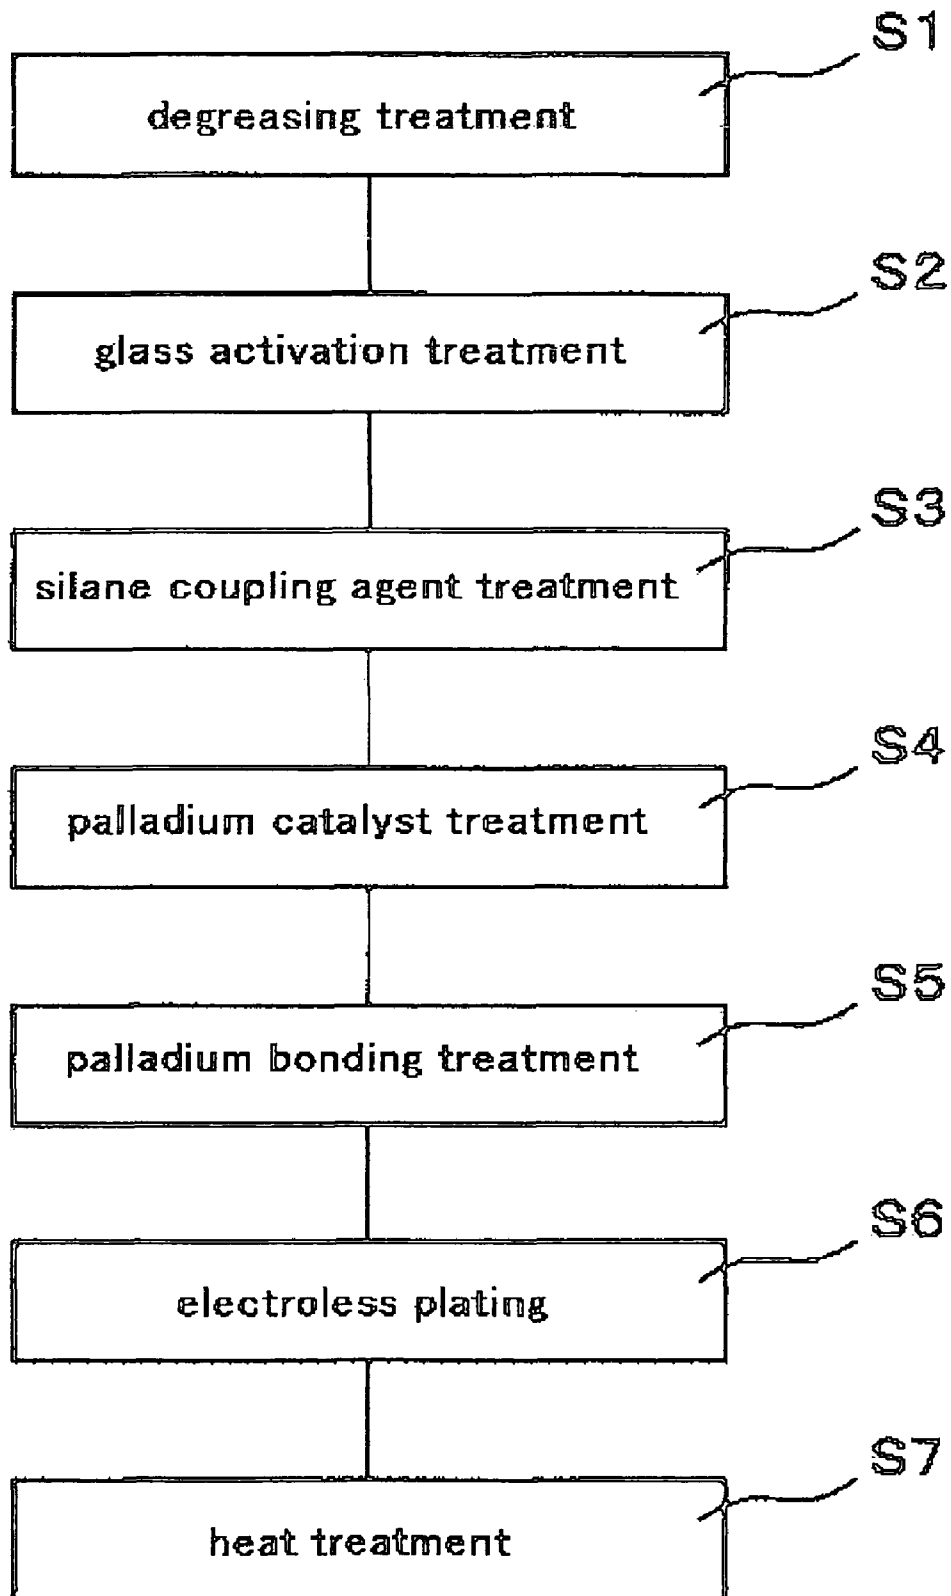 S1
degreasing treatment
S2
glass activation treatment
S3
silane coupling agent treatment
S4
palladium catalyst treatment
S5
palladium bonding treatment
S6
electroless plating
S7
heat treatment